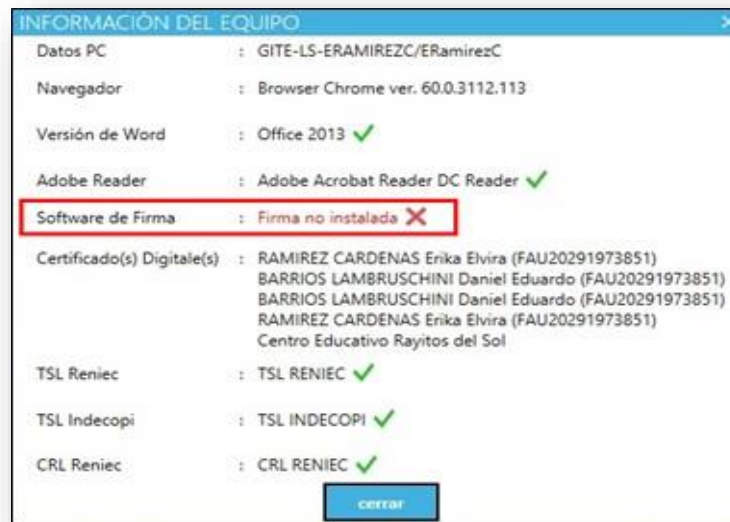 INFORMACIÓN DEL EQUIPO
Datos PC : GITE-LS-ERAMIREZC/ERamirezC
Navegador : Browser Chrome ver. 60.0.3112.113
Versión de Word : Office 2013
Adobe Reader : Adobe Acrobat Reader DC Reader
Software de Firma : Firma no instalada
Certificado(s) Digitale(s) : RAMIREZ CARDENAS Erika Elvira (FAU20291973851)
BARRIOS LAMBRUSCHINI Daniel Eduardo (FAU20291973851)
BARRIOS LAMBRUSCHINI Daniel Eduardo (FAU20291973851)
RAMIREZ CARDENAS Erika Elvira (FAU20291973851)
Centro Educativo Rayitos del Sol
TSL Reniec : TSL RENIEC
TSL Indecopi : TSL INDECOPI
CRL Reniec : CRL RENIEC
cerrar